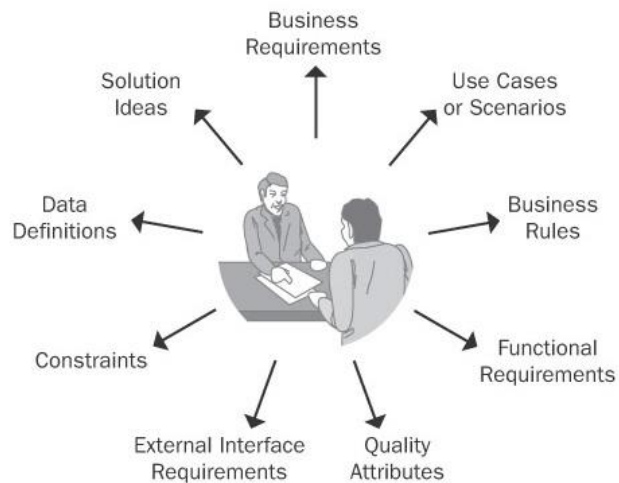 Business
Requirements
Solution
Ideas
Use Cases
or Scenarios
Data
Definitions
Business
Rules
Constraints
Functional
Requirements
External Interface
Requirements
Quality
Attributes